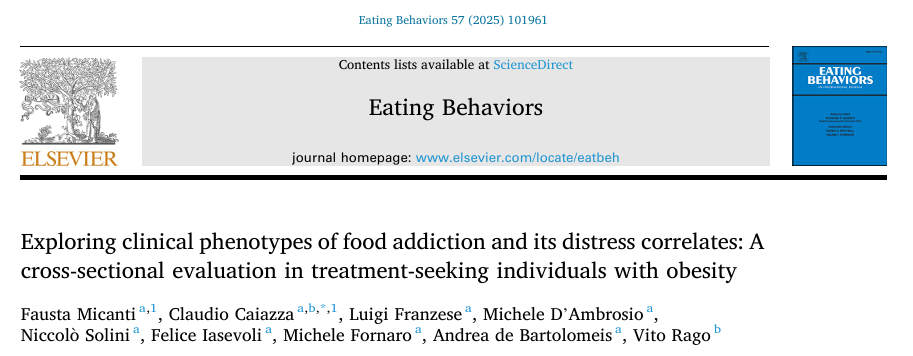 Eating Behaviors 57 (2025) 101961
Contents lists available at ScienceDirect
Eating Behaviors
journal homepage: www.elsevier.com/locate/eatbeh
ELSEVIER
EATING
BEHAVIORS
Exploring clinical phenotypes of food addiction and its distress correlates: A
cross-sectional evaluation in treatment-seeking individuals with obesity
Fausta Micanti a,1, Claudio Caiazza a,b,*,1, Luigi Franzese a, Michele D'Ambrosio a,
Niccolò Solini a, Felice Iasevoli a, Michele Fornaro a, Andrea de Bartolomeis a, Vito Rago b